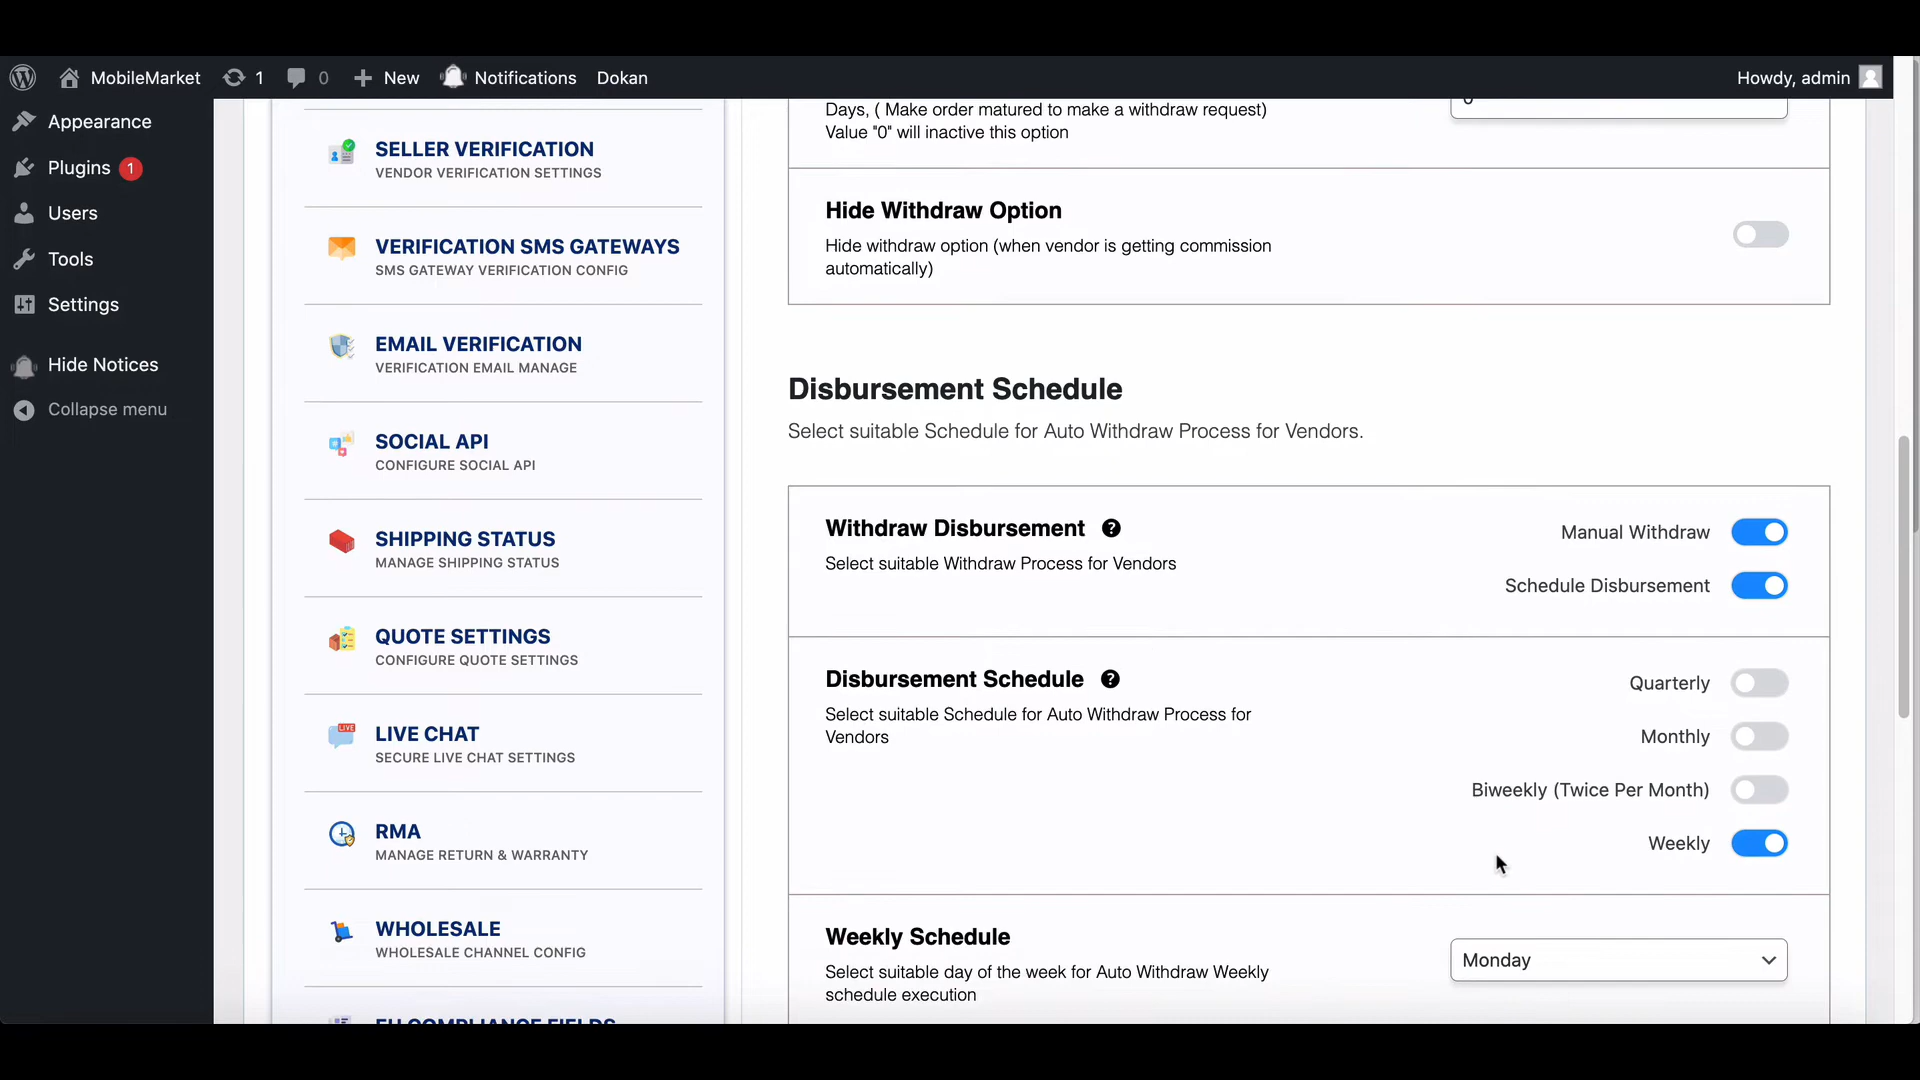 MobileMarket 1 0 New Notifications Dokan Howdy, admin
Appearance
Plugins 1
Users
Tools
Settings
Hide Notices
Collapse menu
SELLER VERIFICATION
VENDOR VERIFICATION SETTINGS
VERIFICATION SMS GATEWAYS
SMS GATEWAY VERIFICATION CONFIG
EMAIL VERIFICATION
VERIFICATION EMAIL MANAGE
SOCIAL API
CONFIGURE SOCIAL API
SHIPPING STATUS
MANAGE SHIPPING STATUS
QUOTE SETTINGS
CONFIGURE QUOTE SETTINGS
LIVE CHAT
SECURE LIVE CHAT SETTINGS
RMA
MANAGE RETURN & WARRANTY
WHOLESALE
WHOLESALE CHANNEL CONFIG
EU COMPLIANCE FIELDS
Days, ( Make order matured to make a withdraw request)
Value "0" will inactive this option
0
Hide Withdraw Option
Hide withdraw option (when vendor is getting commission
automatically)
Disbursement Schedule
Select suitable Schedule for Auto Withdraw Process for Vendors.
Withdraw Disbursement
Select suitable Withdraw Process for Vendors
Manual Withdraw
Schedule Disbursement
Disbursement Schedule
Select suitable Schedule for Auto Withdraw Process for
Vendors
Quarterly
Monthly
Biweekly (Twice Per Month)
Weekly
Weekly Schedule
Select suitable day of the week for Auto Withdraw Weekly
schedule execution
Monday